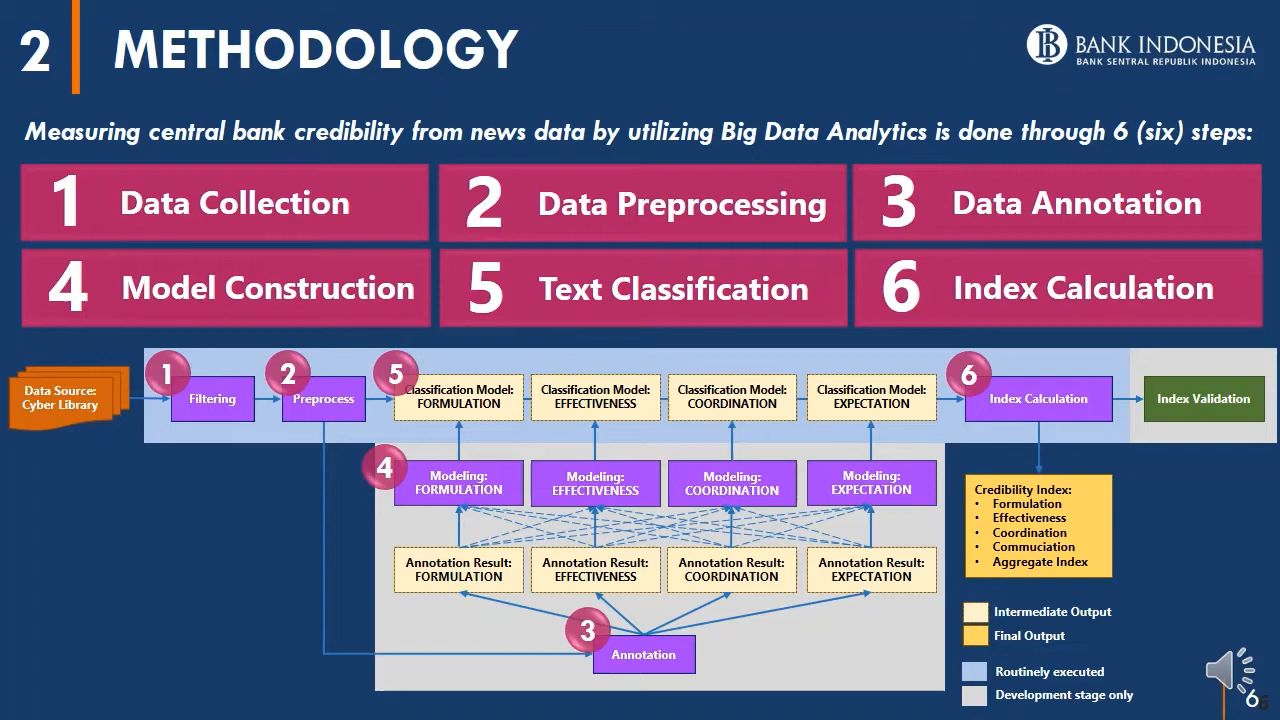 2
METHODOLOGY
BANK INDONESIA
BANK SENTRAL REPUBLIK INDONESIA
Measuring central bank credibility from news data by utilizing Big Data Analytics is done through 6 (six) steps:
1 Data Collection
2 Data Preprocessing
3 Data Annotation
4 Model Construction
5 Text Classification
6 Index Calculation
Data Source:
Cyber Library
1
Filtering
2
Preprocess
5
Classification Model:
FORMULATION
Classification Model:
EFFECTIVENESS
Classification Model:
COORDINATION
Classification Model:
EXPECTATION
6
Index Calculation
Index Validation
4
Modeling:
FORMULATION
Modeling:
EFFECTIVENESS
Modeling:
COORDINATION
Modeling:
EXPECTATION
Annotation Result:
FORMULATION
Annotation Result:
EFFECTIVENESS
Annotation Result:
COORDINATION
Annotation Result:
EXPECTATION
3
Annotation
Credibility Index:
• Formulation
• Effectiveness
• Coordination
• Commuciation
• Aggregate Index
Intermediate Output
Final Output
Routinely executed
Development stage only
6
6